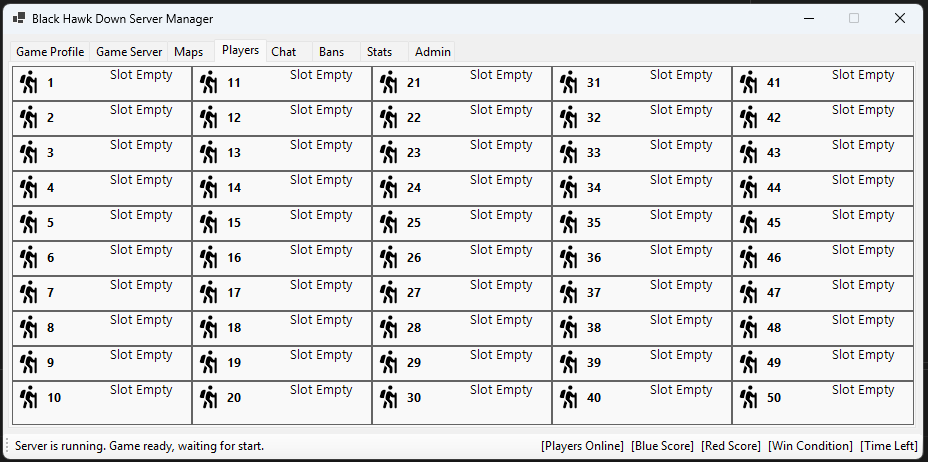 Black Hawk Down Server Manager
Game Profile Game Server Maps Players Chat Bans Stats Admin
1 Slot Empty 11 Slot Empty 21 Slot Empty 31 Slot Empty 41 Slot Empty
2 Slot Empty 12 Slot Empty 22 Slot Empty 32 Slot Empty 42 Slot Empty
3 Slot Empty 13 Slot Empty 23 Slot Empty 33 Slot Empty 43 Slot Empty
4 Slot Empty 14 Slot Empty 24 Slot Empty 34 Slot Empty 44 Slot Empty
5 Slot Empty 15 Slot Empty 25 Slot Empty 35 Slot Empty 45 Slot Empty
6 Slot Empty 16 Slot Empty 26 Slot Empty 36 Slot Empty 46 Slot Empty
7 Slot Empty 17 Slot Empty 27 Slot Empty 37 Slot Empty 47 Slot Empty
8 Slot Empty 18 Slot Empty 28 Slot Empty 38 Slot Empty 48 Slot Empty
9 Slot Empty 19 Slot Empty 29 Slot Empty 39 Slot Empty 49 Slot Empty
10 Slot Empty 20 Slot Empty 30 Slot Empty 40 Slot Empty 50 Slot Empty
Server is running. Game ready, waiting for start. [Players Online] [Blue Score] [Red Score] [Win Condition] [Time Left]